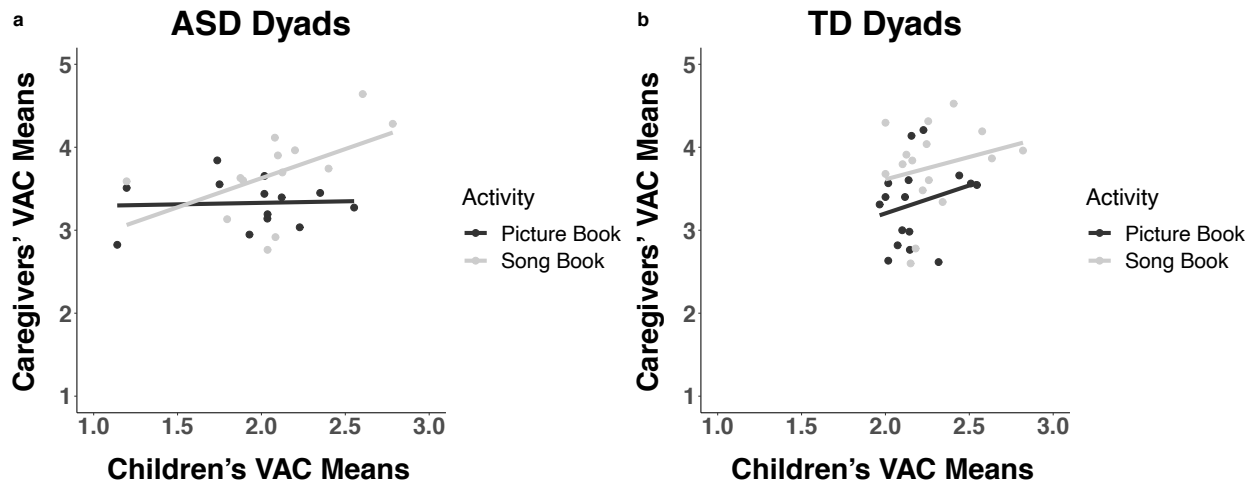 a
ASD Dyads
5
4
3
2
1
Caregivers' VAC Means
1.0 1.5 2.0 2.5 3.0
Children's VAC Means
Activity
Picture Book
Song Book
b
TD Dyads
5
4
3
2
1
Caregivers' VAC Means
1.0 1.5 2.0 2.5 3.0
Children's VAC Means
Activity
Picture Book
Song Book